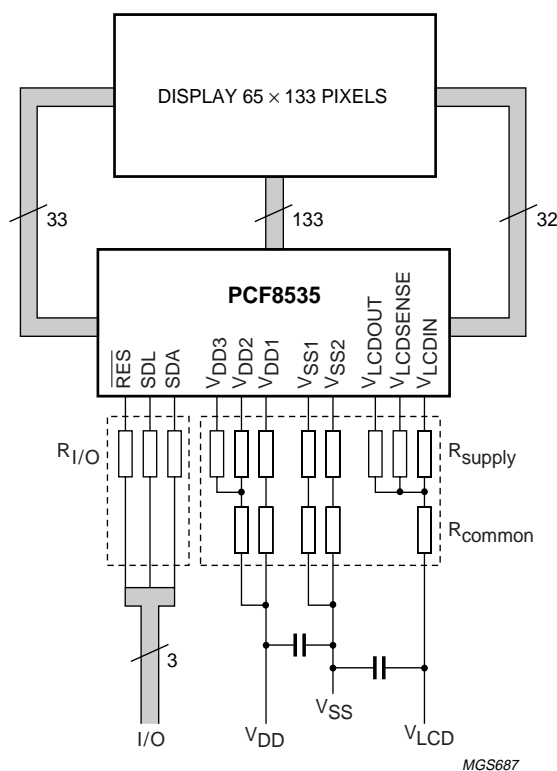 DISPLAY 65 × 133 PIXELS
33
133
32
PCF8535
RES
SDL
SDA
VDD3
VDD2
VDD1
VSS1
VSS2
VLCDOUT
VLCDSENSE
VLCDIN
RI/O
Rsupply
Rcommon
3
I/O
VDD
VSS
VLCD
MGS687